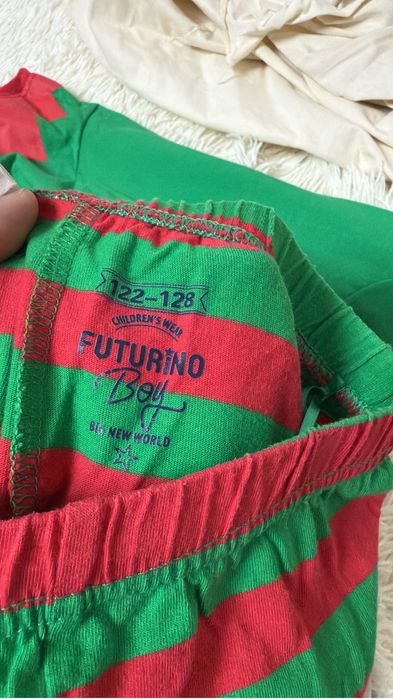 122-128
CHILDREN'S WEAR
FUTURINO
Boy
BIG NEW WORLD